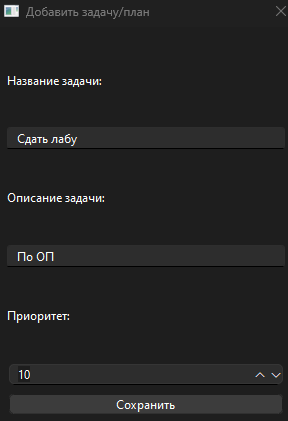 Добавить задачу/план
Название задачи:
Сдать лабу
Описание задачи:
По ОП
Приоритет:
10
Сохранить